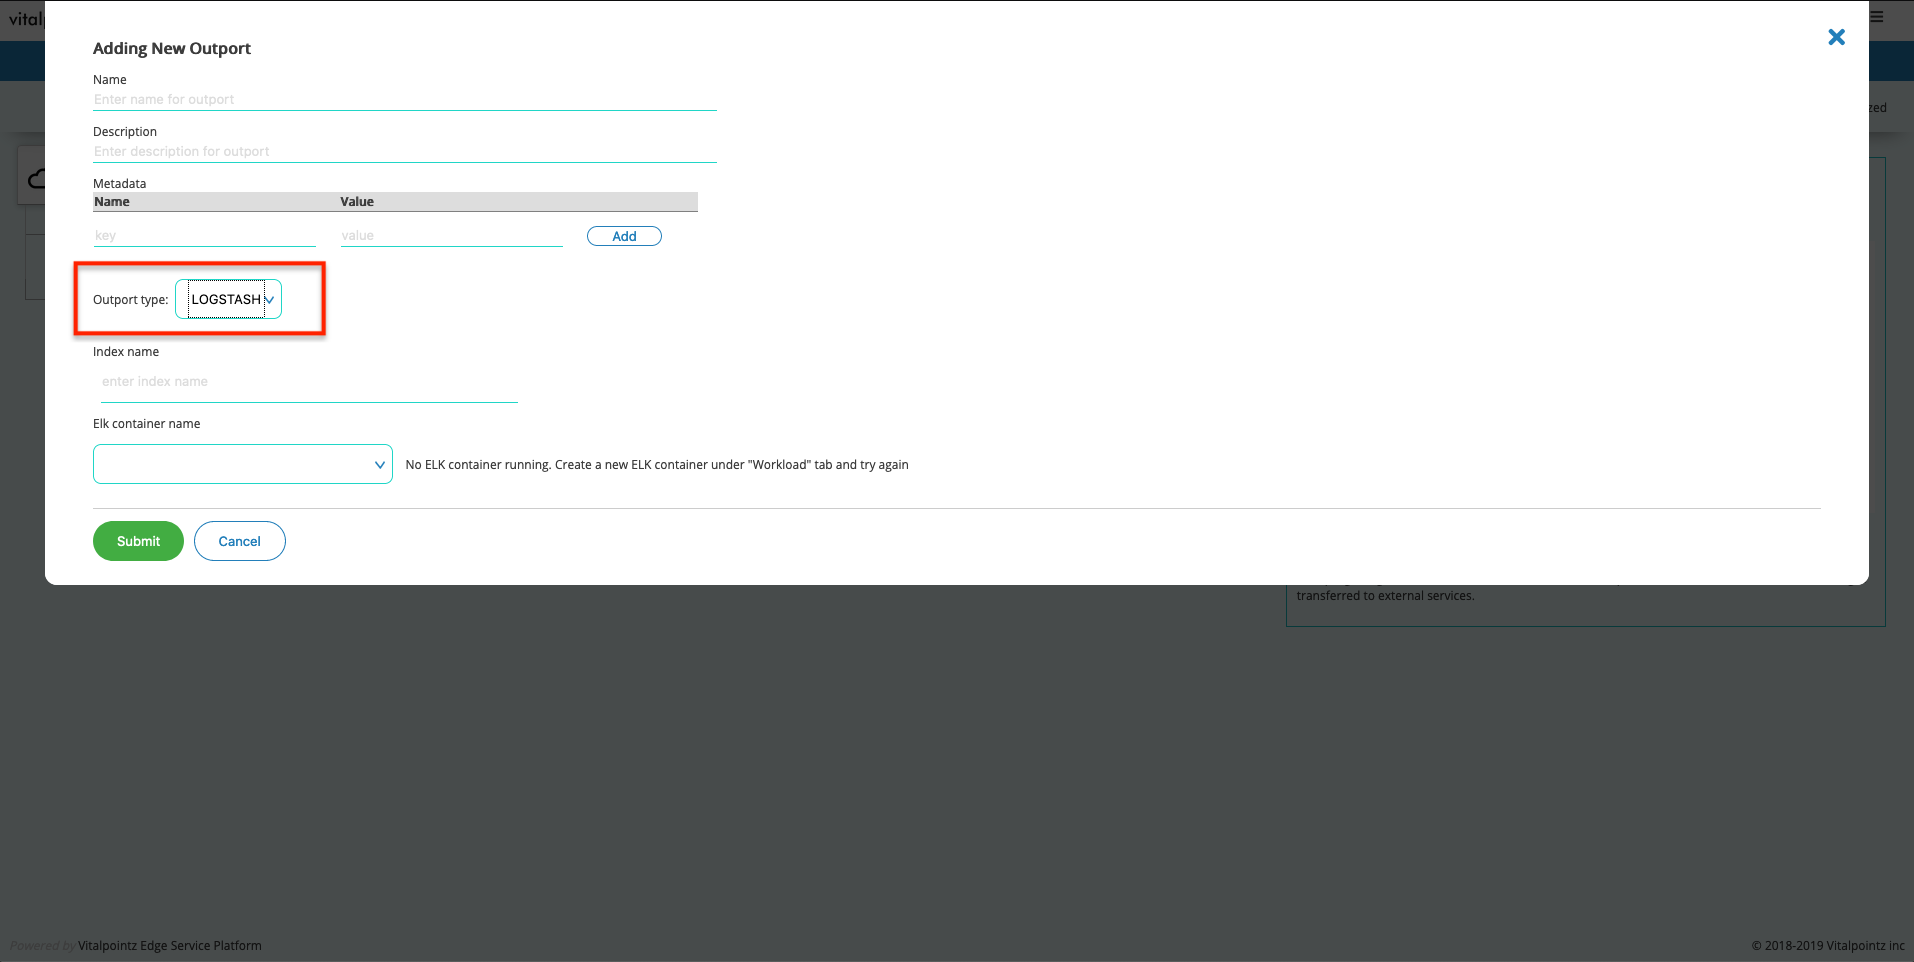 Adding New Outport
Name
Enter name for outport
Description
Enter description for outport
Metadata
Name Value
key value Add
Outport type: LOGSTASH
Index name
enter index name
Elk container name
No ELK container running. Create a new ELK container under "Workload" tab and try again
Submit Cancel
transferred to external services.
Powered by Vitalpointz Edge Service Platform
© 2018-2019 Vitalpointz inc